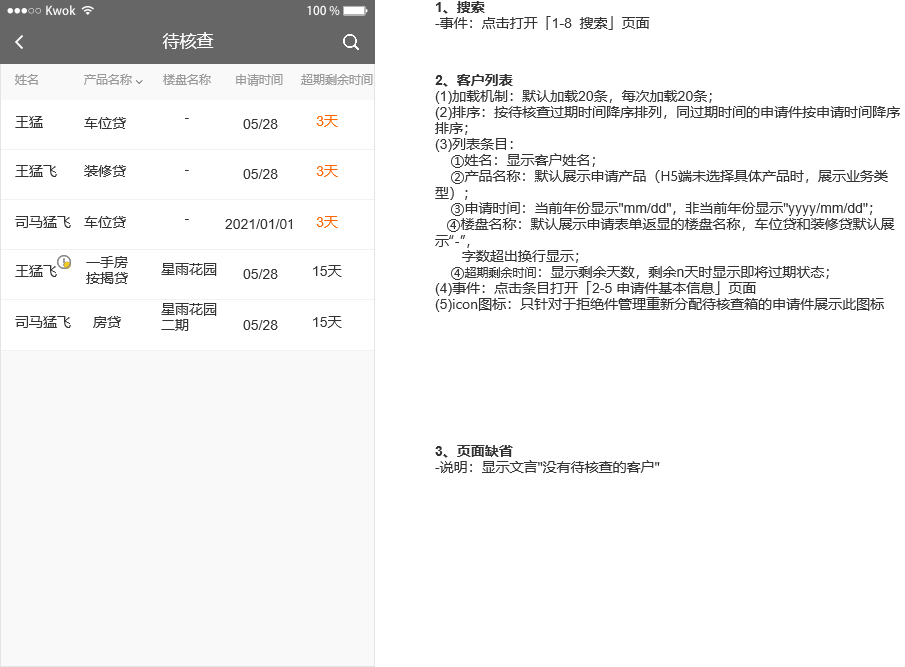 Kwok
100 %
待核查
姓名 产品名称 楼盘名称 申请时间 超期剩余时间
王猛 车位贷 - 05/28 3天
王猛飞 装修贷 - 05/28 3天
司马猛飞 车位贷 - 2021/01/01 3天
王猛飞 一手房 星雨花园 05/28 15天
按揭贷
司马猛飞 房贷 星雨花园 05/28 15天
二期
1、搜索
-事件：点击打开「1-8 搜索」页面
2、客户列表
(1)加载机制：默认加载20条，每次加载20条；
(2)排序：按待核查过期时间降序排列，同过期时间的申请件按申请时间降序
排序；
(3)列表条目：
①姓名：显示客户姓名；
②产品名称：默认展示申请产品（H5端未选择具体产品时，展示业务类
型）；
③申请时间：当前年份显示"mm/dd"，非当前年份显示"yyyy/mm/dd"；
④楼盘名称：默认展示申请表单返显的楼盘名称，车位贷和装修贷默认展
示“-”，
字数超出换行显示；
④超期剩余时间：显示剩余天数，剩余n天时显示即将过期状态；
(4)事件：点击条目打开「2-5 申请件基本信息」页面
(5)icon图标：只针对于拒绝件管理重新分配待核查箱的申请件展示此图标
3、页面缺省
-说明：显示文言"没有待核查的客户"